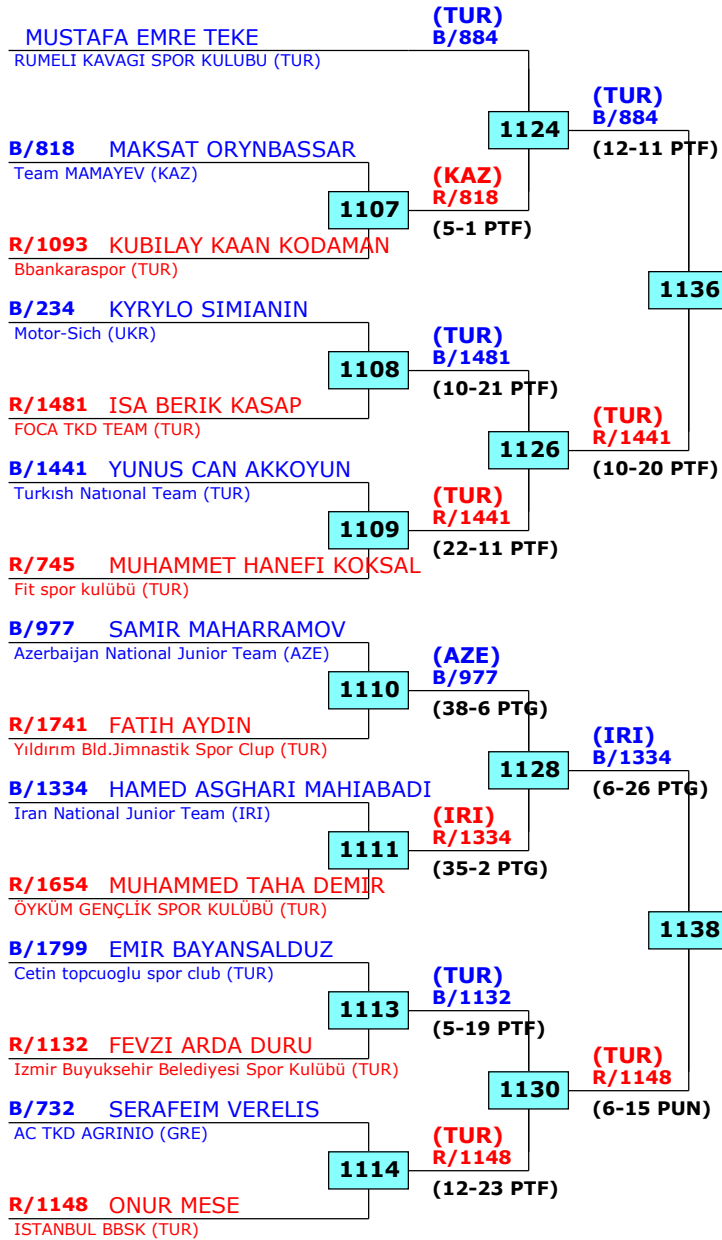 (TUR)
MUSTAFA EMRE TEKE
B/884
RUMELI KAVAGI SPOR KULUBU (TUR)
(TUR)
B/884
1124
(12-11 PTF)
B/818 MAKSAT ORYNBASSAR
Team MAMAYEV (KAZ)
(KAZ)
R/818
1107
(5-1 PTF)
R/1093 KUBILAY KAAN KODAMAN
Bbankaraspor (TUR)
1136
B/234 KYRYLO SIMIANIN
Motor-Sich (UKR)
(TUR)
B/1481
1108
(10-21 PTF)
R/1481 ISA BERIK KASAP
FOCA TKD TEAM (TUR)
(TUR)
R/1441
1126
(10-20 PTF)
B/1441 YUNUS CAN AKKOYUN
Turkısh Natıonal Team (TUR)
(TUR)
R/1441
1109
(22-11 PTF)
R/745 MUHAMMET HANEFI KOKSAL
Fit spor kulübü (TUR)
B/977 SAMIR MAHARRAMOV
Azerbaijan National Junior Team (AZE)
(AZE)
B/977
1110
(38-6 PTG)
R/1741 FATIH AYDIN
Yıldırım Bld.Jimnastik Spor Clup (TUR)
(IRI)
B/1334
1128
(6-26 PTG)
B/1334 HAMED ASGHARI MAHIABADI
Iran National Junior Team (IRI)
(IRI)
R/1334
1111
(35-2 PTG)
R/1654 MUHAMMED TAHA DEMIR
ÖYKÜM GENÇLİK SPOR KULÜBÜ (TUR)
1138
B/1799 EMIR BAYANSALDUZ
Cetin topcuoglu spor club (TUR)
(TUR)
B/1132
1113
(5-19 PTF)
R/1132 FEVZI ARDA DURU
Izmir Buyuksehir Belediyesi Spor Kulübü (TUR)
(TUR)
R/1148
1130
(6-15 PUN)
B/732 SERAFEIM VERELIS
AC TKD AGRINIO (GRE)
(TUR)
R/1148
1114
(12-23 PTF)
R/1148 ONUR MESE
ISTANBUL BBSK (TUR)